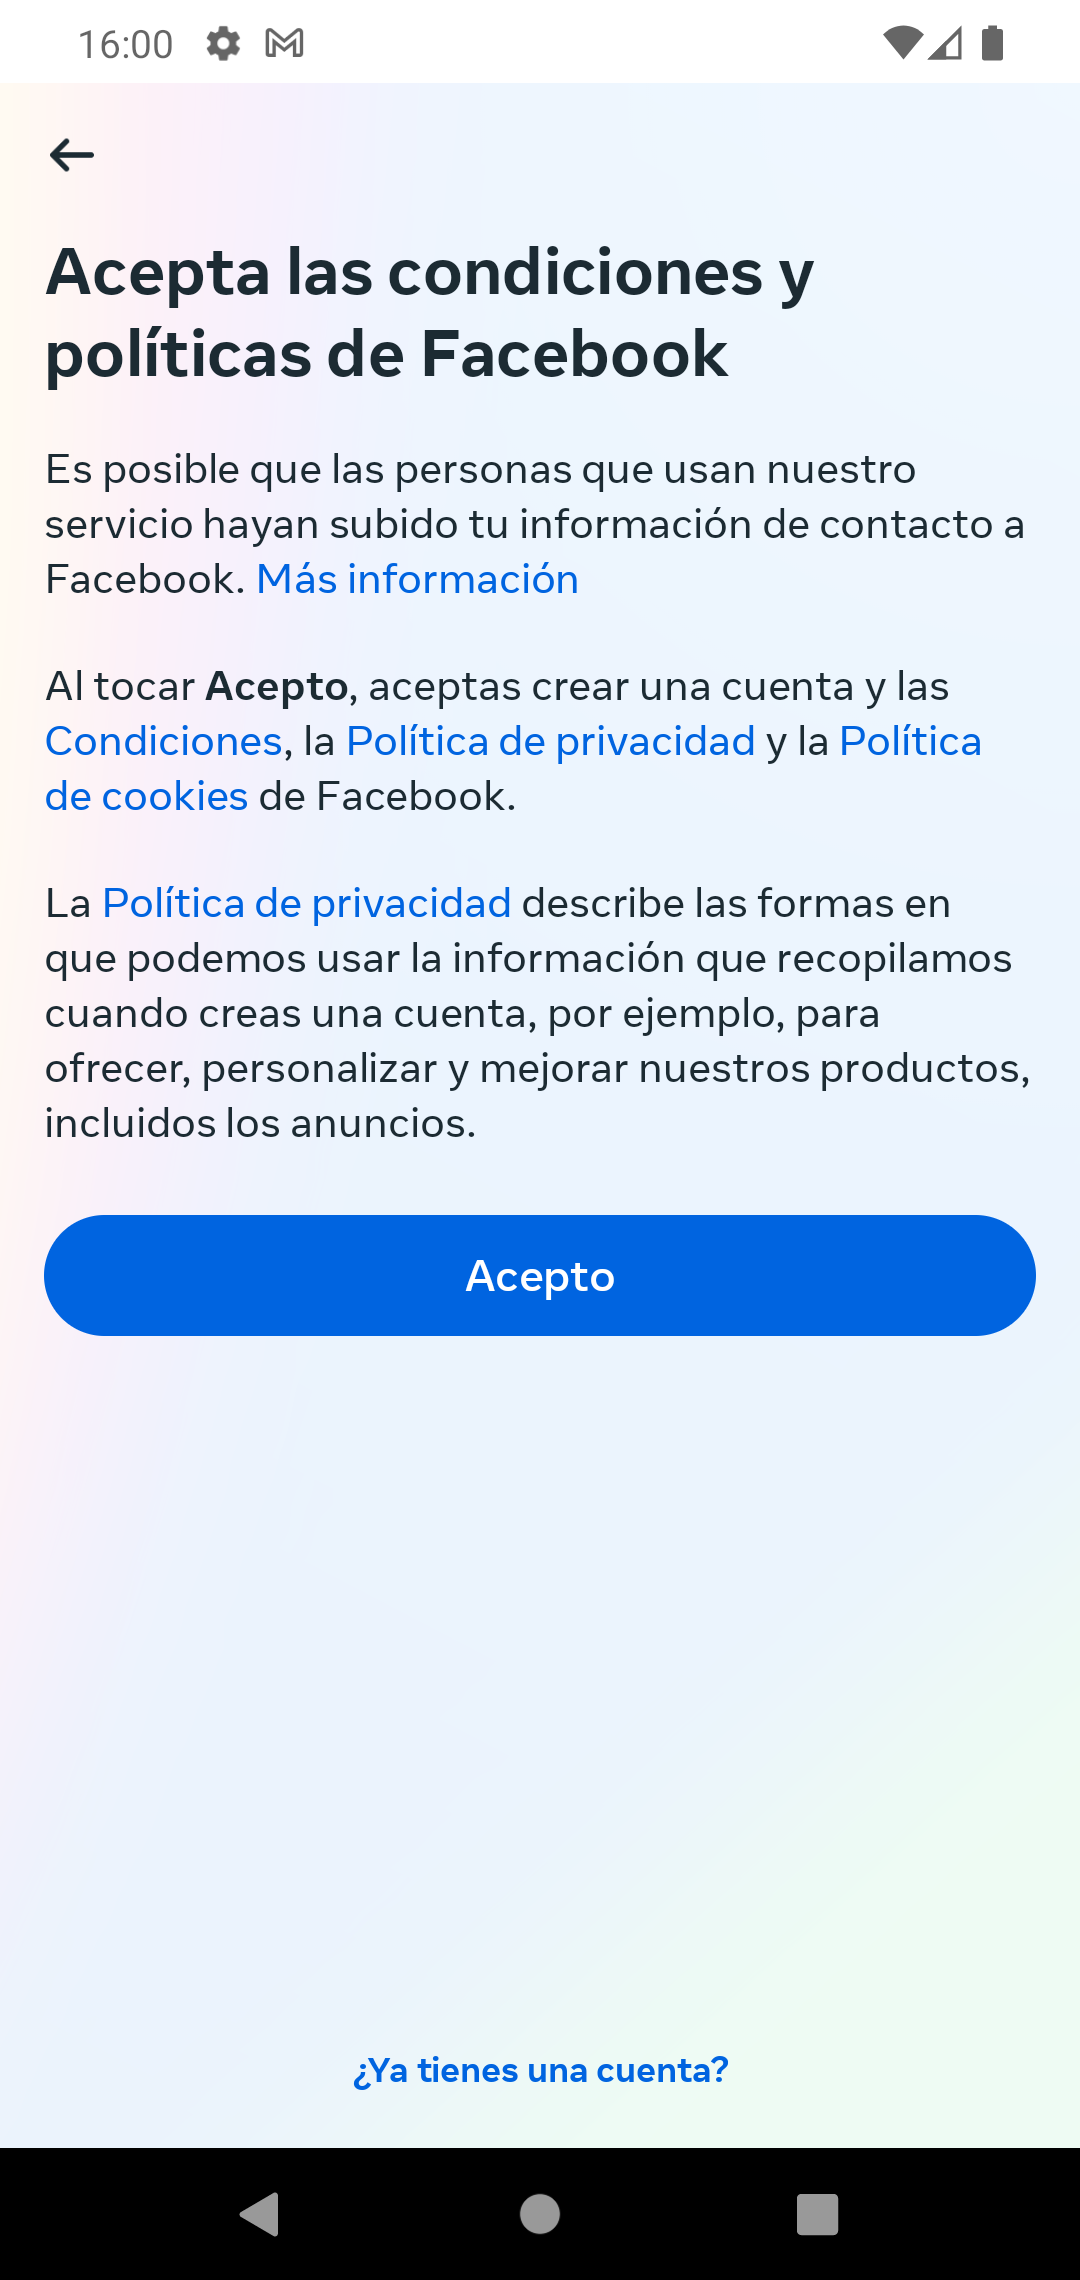 16:00
Acepta las condiciones y
políticas de Facebook
Es posible que las personas que usan nuestro
servicio hayan subido tu información de contacto a
Facebook. Más información
Al tocar Acepto, aceptas crear una cuenta y las
Condiciones, la Política de privacidad y la Política
de cookies de Facebook.
La Política de privacidad describe las formas en
que podemos usar la información que recopilamos
cuando creas una cuenta, por ejemplo, para
ofrecer, personalizar y mejorar nuestros productos,
incluidos los anuncios.
Acepto
¿Ya tienes una cuenta?